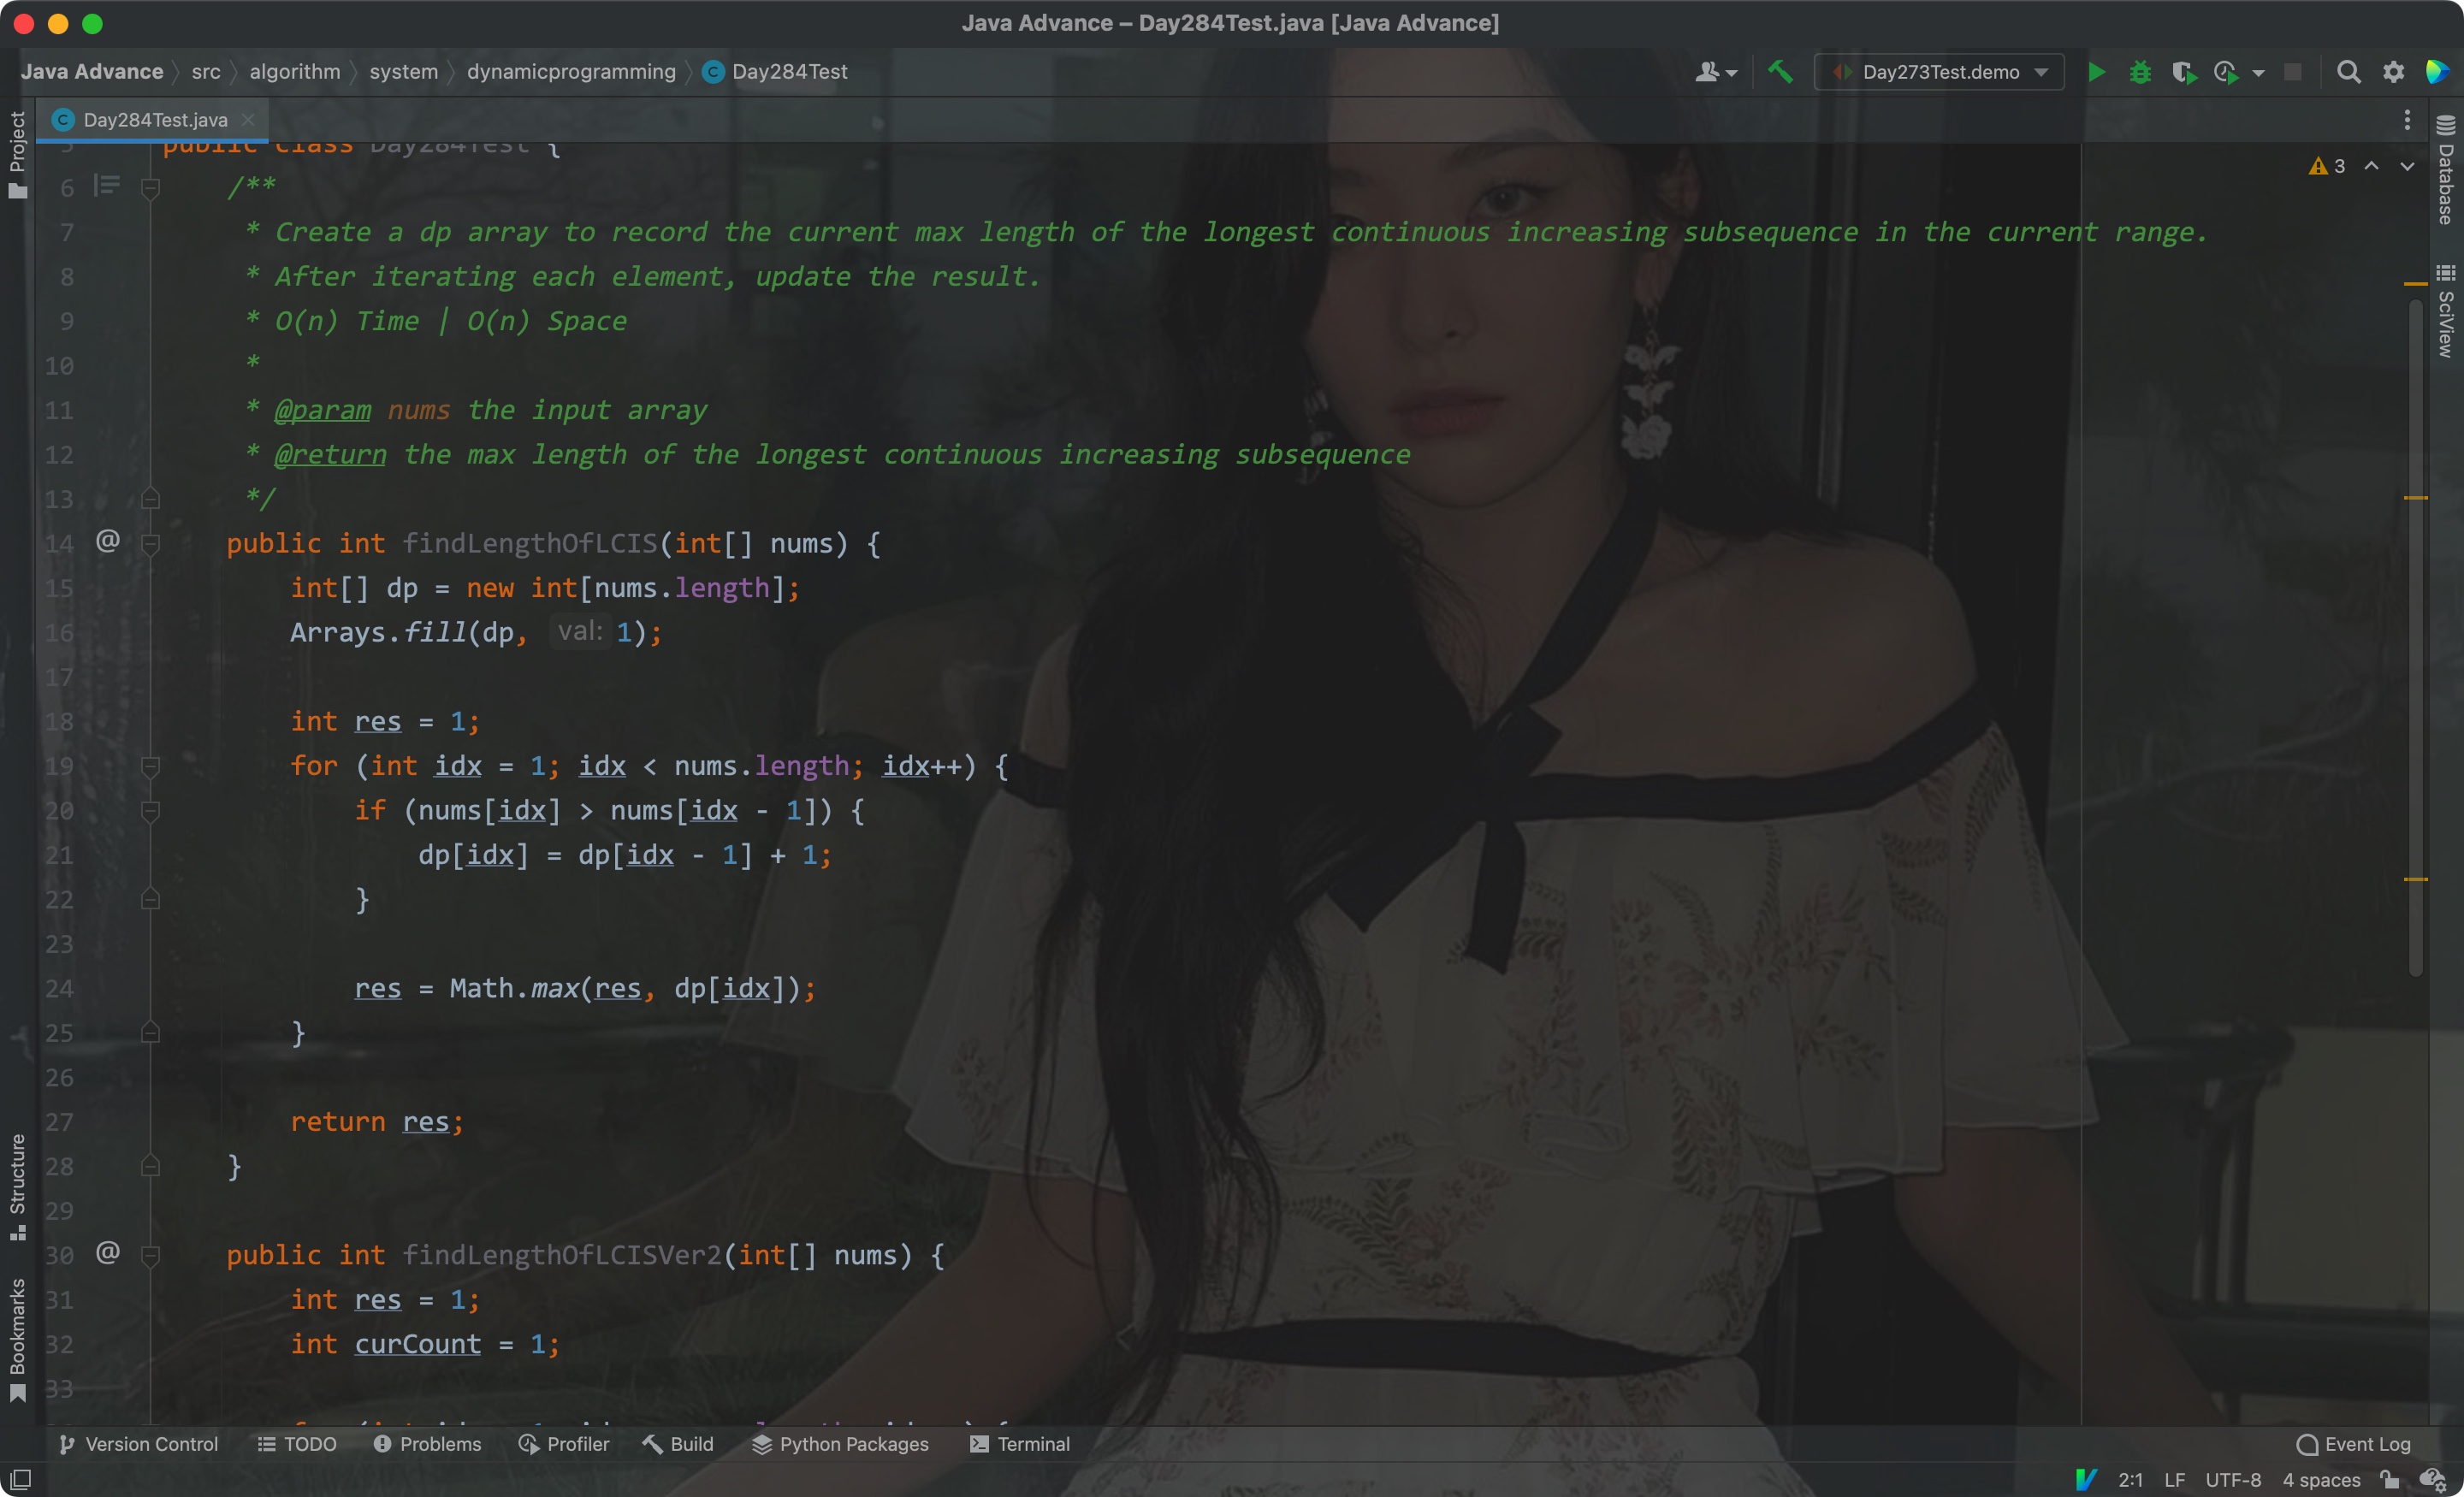 Java Advance – Day284Test.java [Java Advance]
Java Advance src algorithm system dynamicprogramming Day284Test
Day273Test.demo
Day284Test.java
Project
Database
SciView
Structure
Bookmarks
3
5 public class Day284Test {
6 /**
7 * Create a dp array to record the current max length of the longest continuous increasing subsequence in the current range.
8 * After iterating each element, update the result.
9 * O(n) Time | O(n) Space
10 *
11 * @param nums the input array
12 * @return the max length of the longest continuous increasing subsequence
13 */
14 @ public int findLengthOfLCIS(int[] nums) {
15 int[] dp = new int[nums.length];
16 Arrays.fill(dp, val: 1);
17
18 int res = 1;
19 for (int idx = 1; idx < nums.length; idx++) {
20 if (nums[idx] > nums[idx - 1]) {
21 dp[idx] = dp[idx - 1] + 1;
22 }
23
24 res = Math.max(res, dp[idx]);
25 }
26
27 return res;
28 }
29
30 @ public int findLengthOfLCISVer2(int[] nums) {
31 int res = 1;
32 int curCount = 1;
33
Version Control TODO Problems Profiler Build Python Packages Terminal Event Log
2:1 LF UTF-8 4 spaces